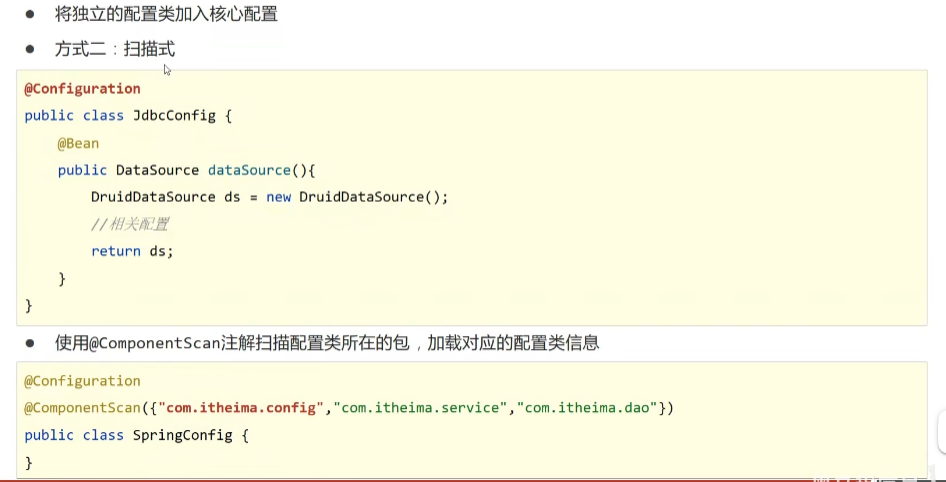 ● 将独立的配置类加入核心配置
● 方式二：扫描式
@Configuration
public class JdbcConfig {
    @Bean
    public DataSource dataSource(){
        DruidDataSource ds = new DruidDataSource();
        //相关配置
        return ds;
    }
}
● 使用@ComponentScan注解扫描配置类所在的包，加载对应的配置类信息
@Configuration
@ComponentScan({"com.itheima.config","com.itheima.service","com.itheima.dao"})
public class SpringConfig {
}